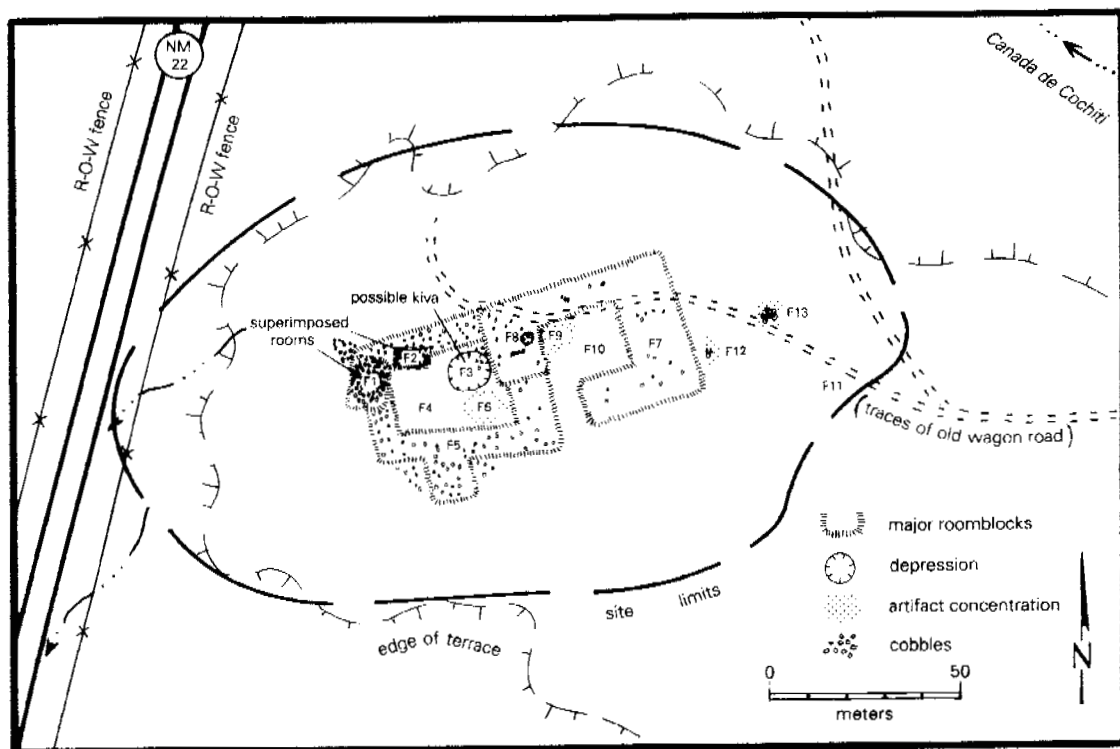 NM
22
R-O-W fence
R-O-W fence
Canada de Cochiti
possible kiva
superimposed
rooms
F1
F2
F3
F4
F5
F6
F7
F8
F9
F10
F11
F12
F13
(traces of old wagon road)
major roomblocks
depression
artifact concentration
cobbles
site limits
edge of terrace
0 50
meters
N